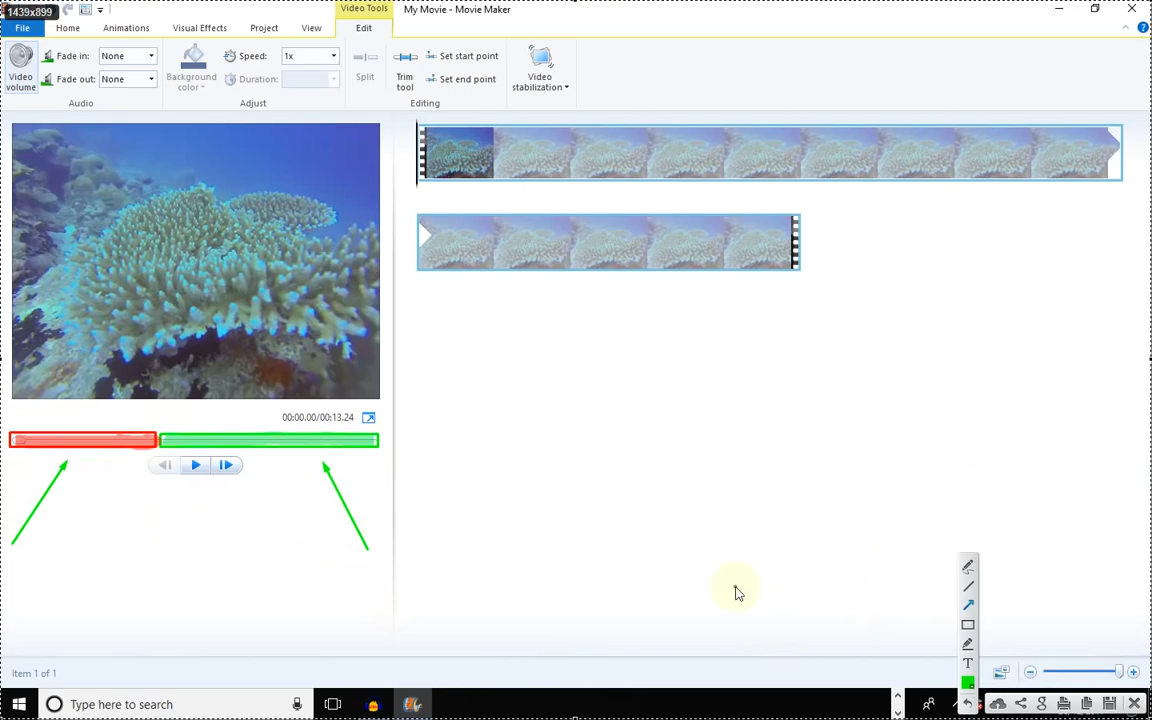 1439x899
Video Tools
My Movie - Movie Maker
File
Home
Animations
Visual Effects
Project
View
Edit
Video volume
Fade in: None
Fade out: None
Audio
Background color
Speed: 1x
Duration:
Adjust
Split
Trim tool
Set start point
Set end point
Editing
Video stabilization
00:00.00/00:13.24
Item 1 of 1
T
Type here to search